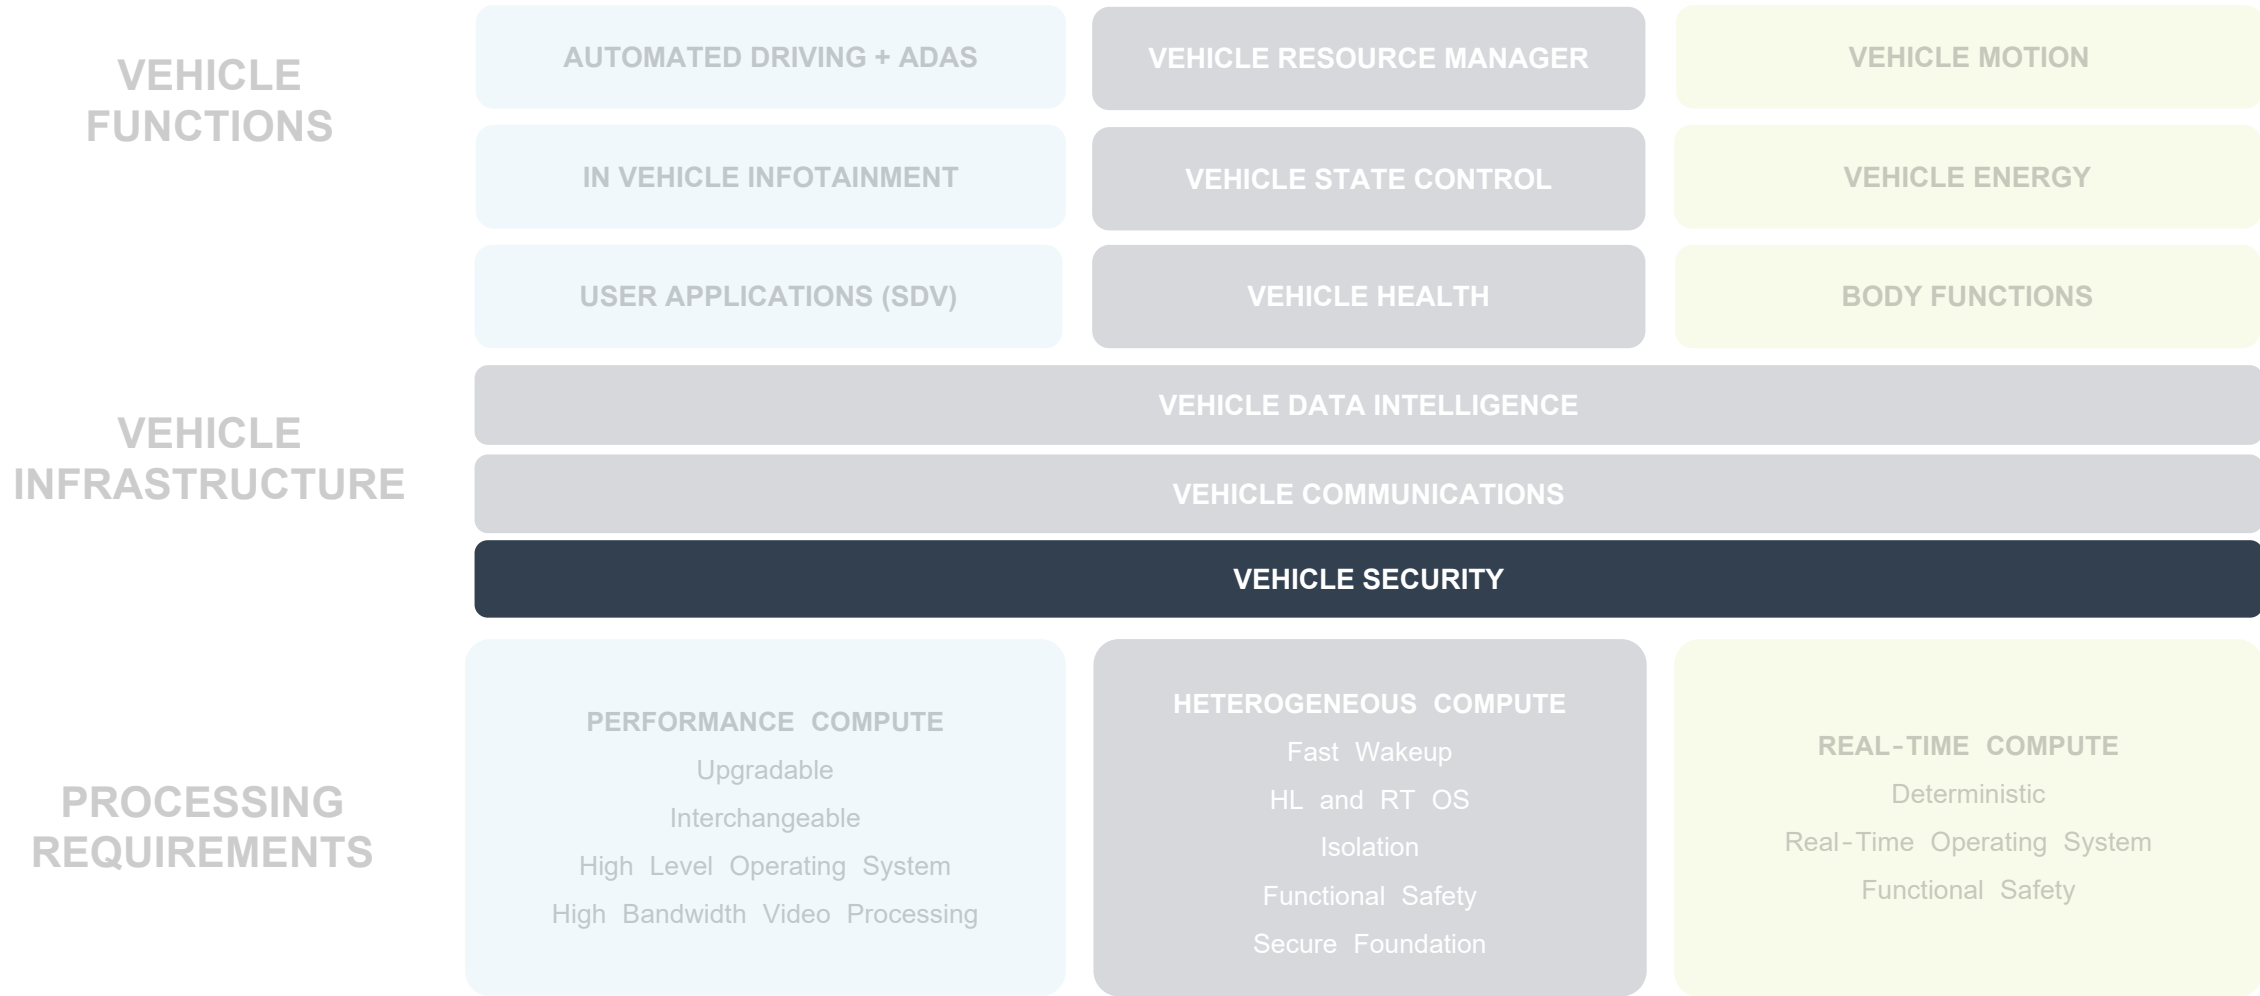 VEHICLE
FUNCTIONS
AUTOMATED DRIVING + ADAS
VEHICLE RESOURCE MANAGER
VEHICLE MOTION
IN VEHICLE INFOTAINMENT
VEHICLE STATE CONTROL
VEHICLE ENERGY
USER APPLICATIONS (SDV)
VEHICLE HEALTH
BODY FUNCTIONS
VEHICLE
INFRASTRUCTURE
VEHICLE DATA INTELLIGENCE
VEHICLE COMMUNICATIONS
VEHICLE SECURITY
PROCESSING
REQUIREMENTS
PERFORMANCE COMPUTE
Upgradable
Interchangeable
High Level Operating System
High Bandwidth Video Processing
HETEROGENEOUS COMPUTE
Fast Wakeup
HL and RT OS
Isolation
Functional Safety
Secure Foundation
REAL-TIME COMPUTE
Deterministic
Real-Time Operating System
Functional Safety